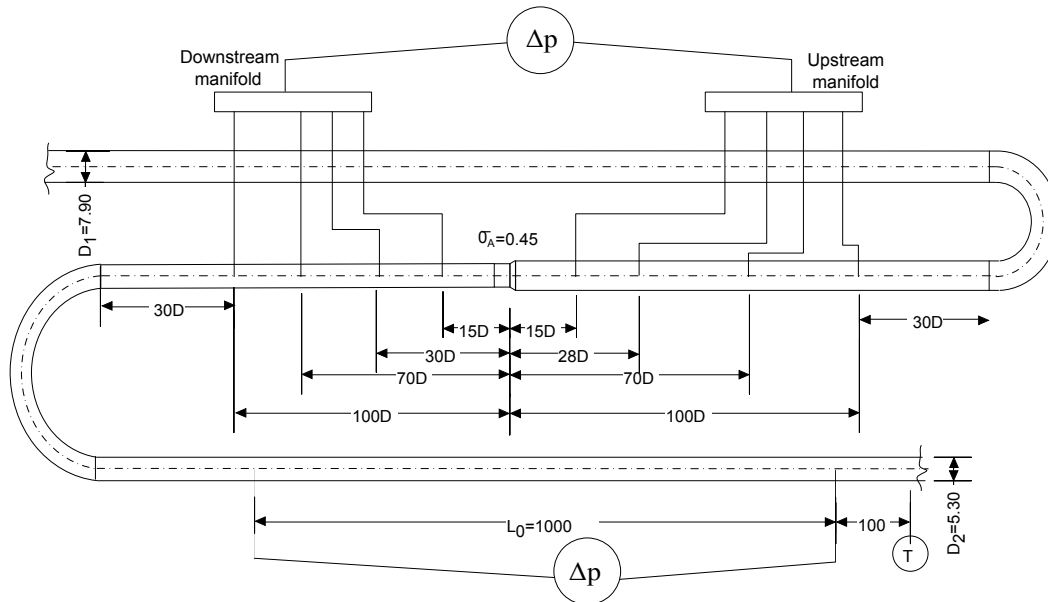 Δp
Downstream
manifold
Upstream
manifold
D₁=7.90
σ_A=0.45
30D
15D
15D
30D
30D
28D
70D
70D
100D
100D
L₀=1000
100
D₂=5.30
T
Δp